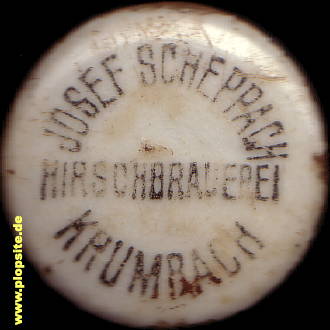 JOSEF SCHEPPACH
HIRSCHBRAUEREI
KRUMBACH
www.plopsite.de